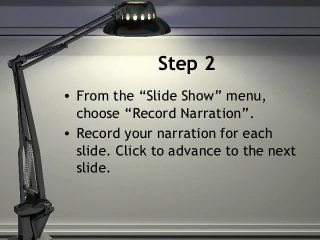 Step 2
• From the “Slide Show” menu,
choose “Record Narration”.
• Record your narration for each
slide. Click to advance to the next
slide.